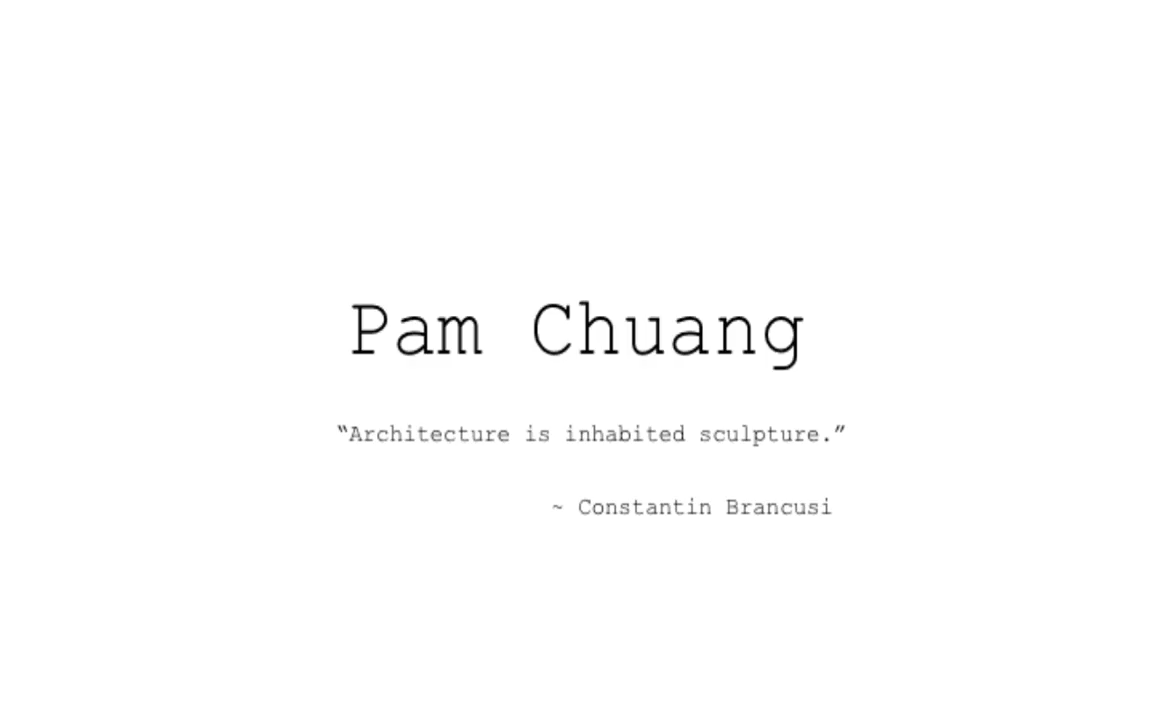 Pam Chuang
“Architecture is inhabited sculpture.”
~ Constantin Brancusi